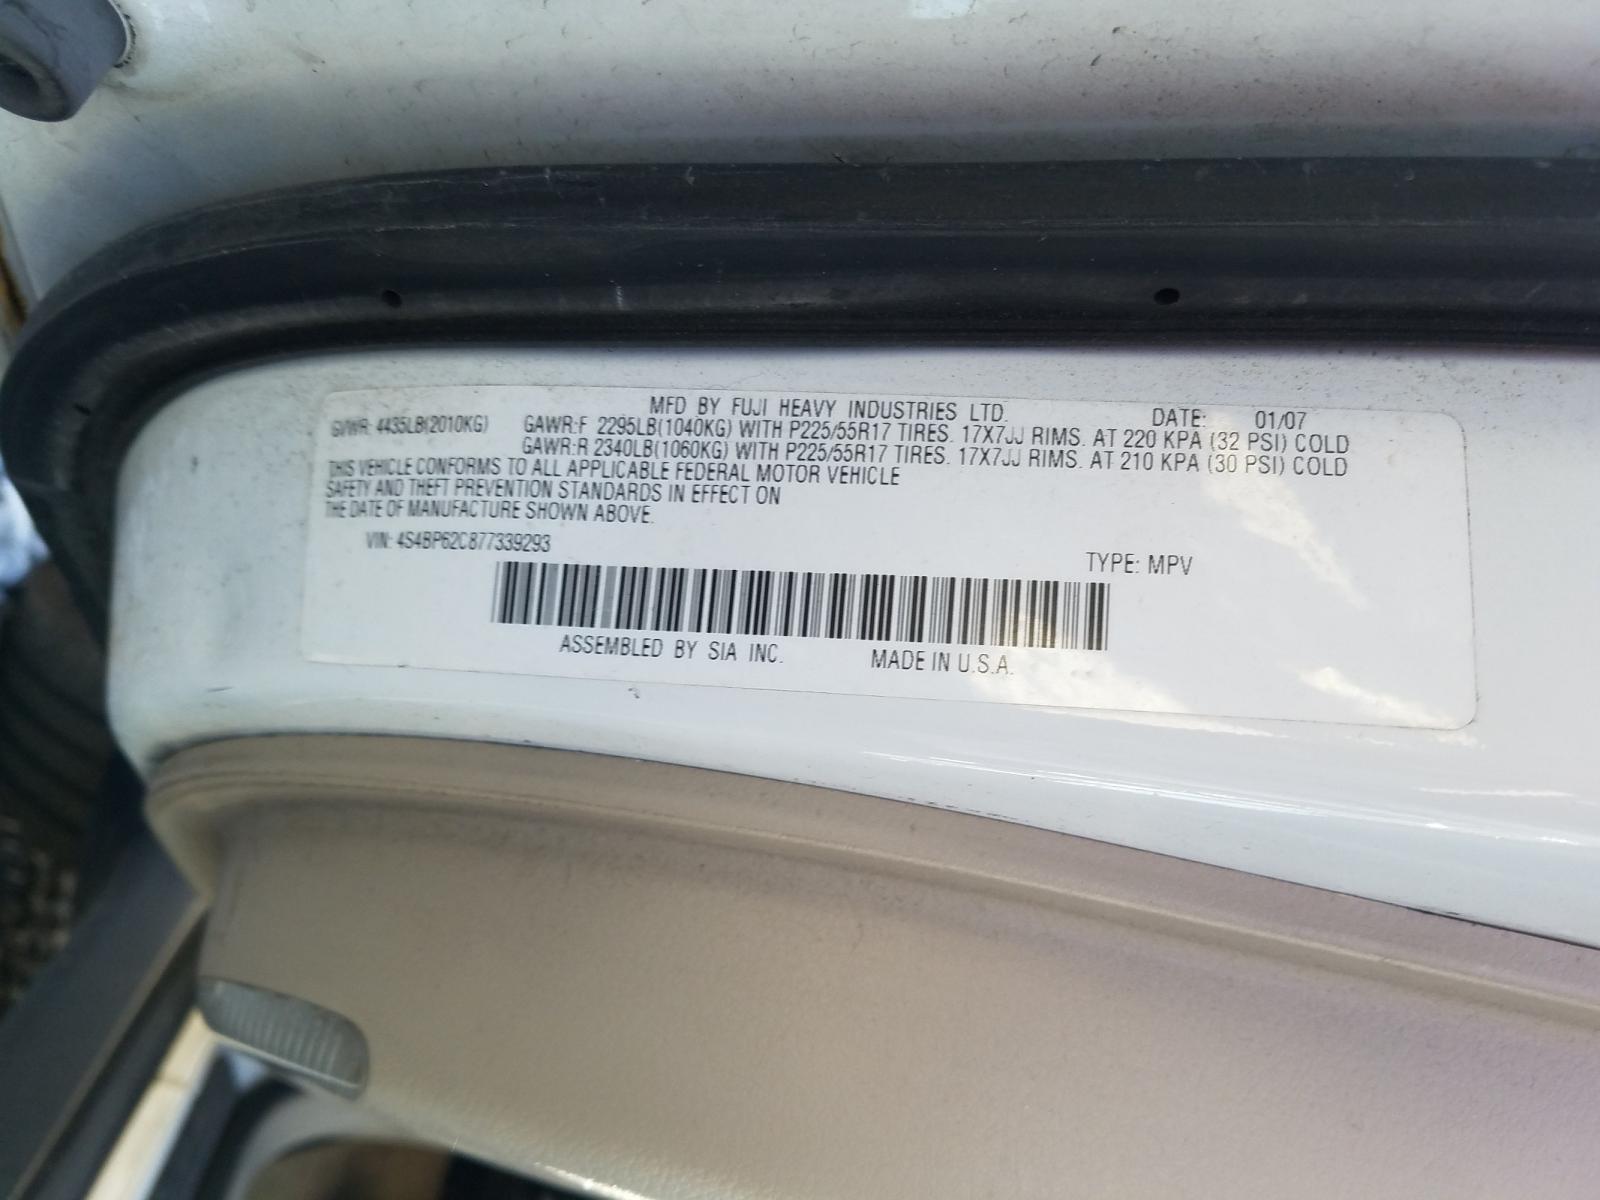 MFD BY FUJI HEAVY INDUSTRIES LTD. DATE: 01/07
GVWR: 4435LB(2010KG) GAWR:F 2295LB(1040KG) WITH P225/55R17 TIRES. 17X7JJ RIMS. AT 220 KPA (32 PSI) COLD
GAWR:R 2340LB(1060KG) WITH P225/55R17 TIRES. 17X7JJ RIMS. AT 210 KPA (30 PSI) COLD
THIS VEHICLE CONFORMS TO ALL APPLICABLE FEDERAL MOTOR VEHICLE
SAFETY AND THEFT PREVENTION STANDARDS IN EFFECT ON
THE DATE OF MANUFACTURE SHOWN ABOVE.
VIN: 4S4BP62C877339293 TYPE: MPV
ASSEMBLED BY SIA INC. MADE IN U.S.A.